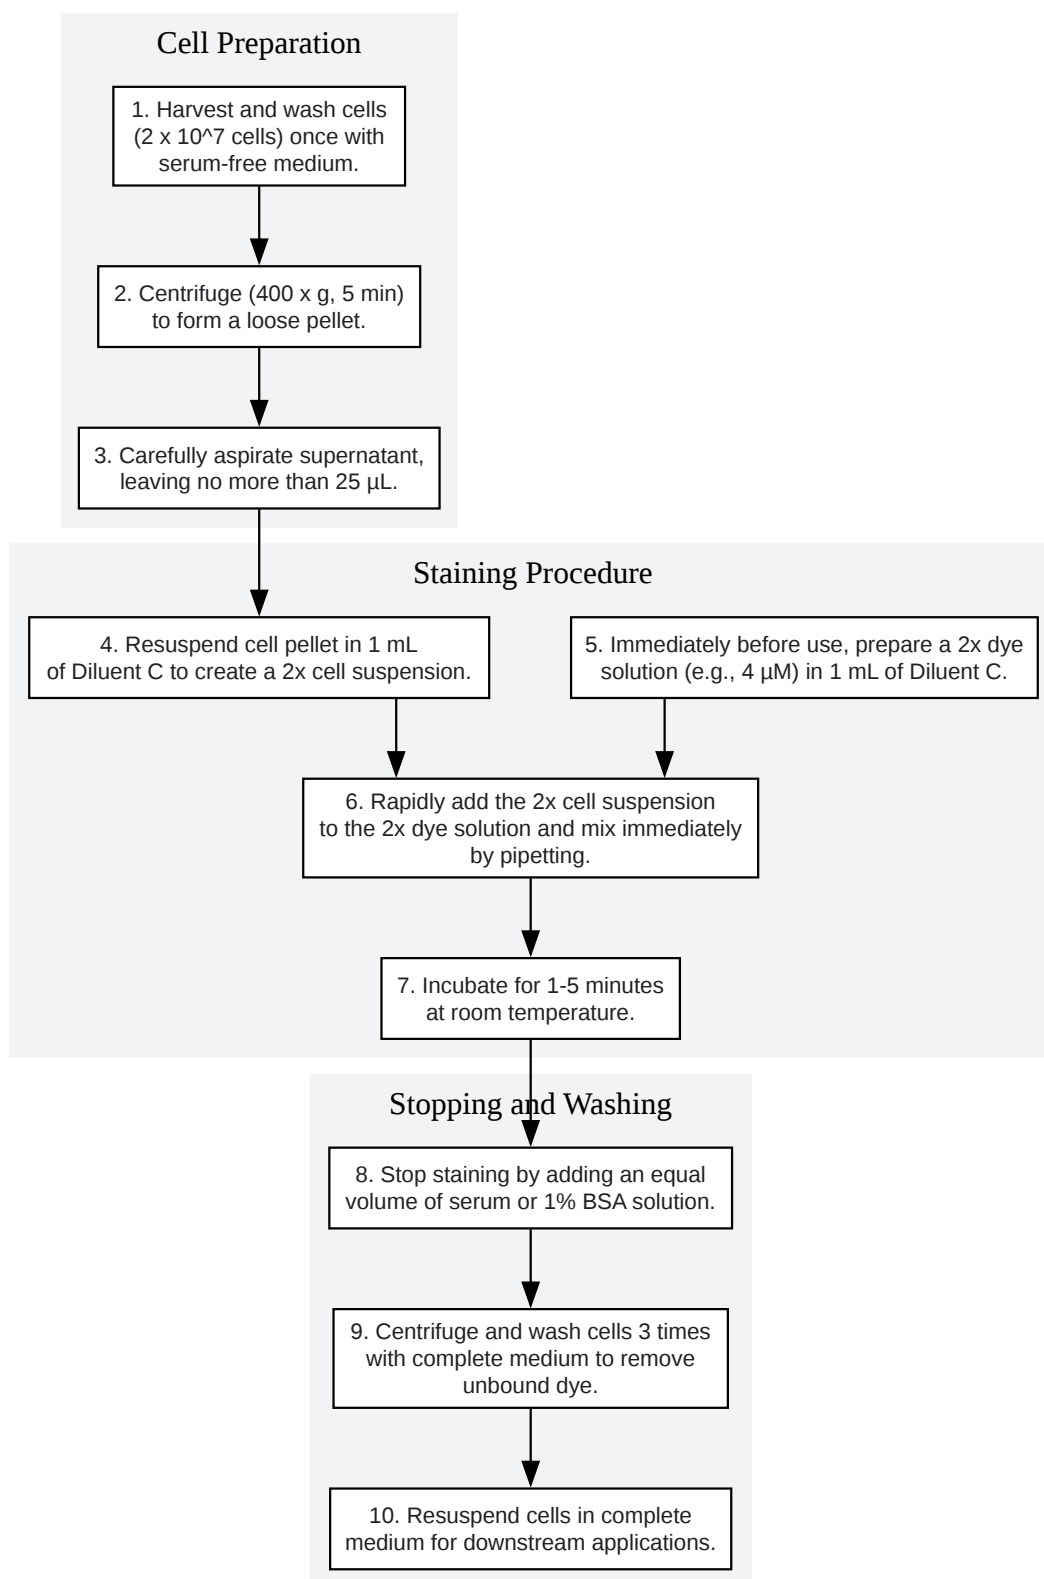 Cell Preparation
1. Harvest and wash cells
(2 x 10^7 cells) once with
serum-free medium.
2. Centrifuge (400 x g, 5 min)
to form a loose pellet.
3. Carefully aspirate supernatant,
leaving no more than 25 µL.
Staining Procedure
4. Resuspend cell pellet in 1 mL
of Diluent C to create a 2x cell suspension.
5. Immediately before use, prepare a 2x dye
solution (e.g., 4 µM) in 1 mL of Diluent C.
6. Rapidly add the 2x cell suspension
to the 2x dye solution and mix immediately
by pipetting.
7. Incubate for 1-5 minutes
at room temperature.
Stopping and Washing
8. Stop staining by adding an equal
volume of serum or 1% BSA solution.
9. Centrifuge and wash cells 3 times
with complete medium to remove
unbound dye.
10. Resuspend cells in complete
medium for downstream applications.